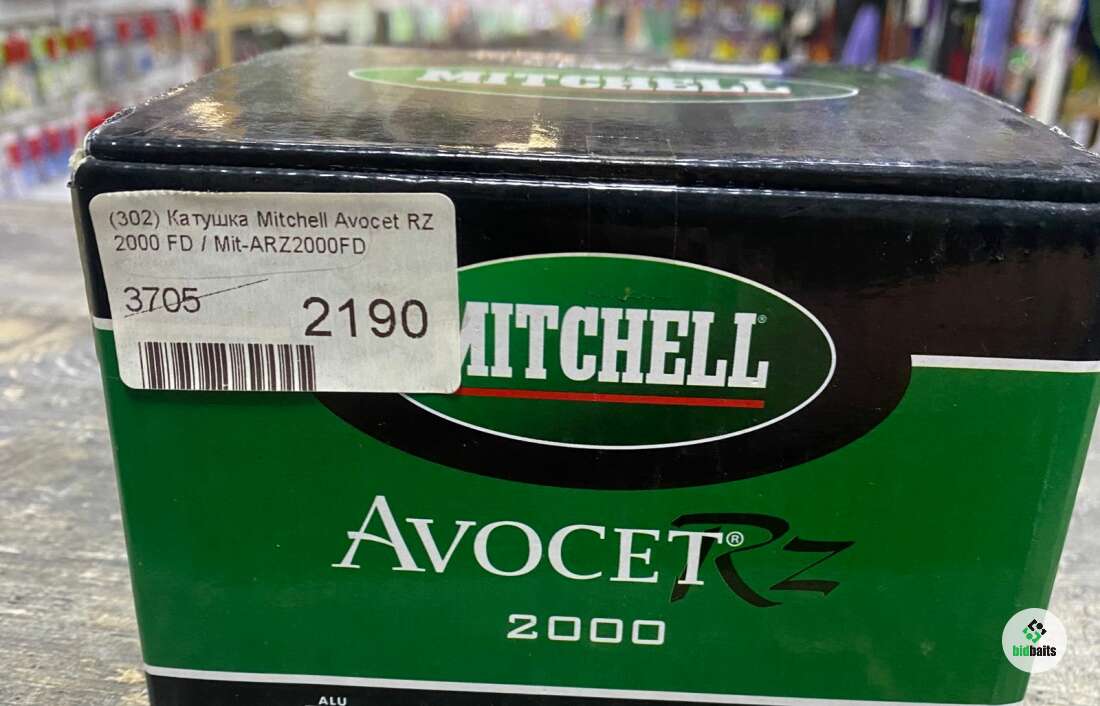 MITCHELL
(302) Катушка Mitchell Avocet RZ
2000 FD / Mit-ARZ2000FD
3705
2190
MITCHELL®
AVOCET® Rz
2000
ALU
bidbaits